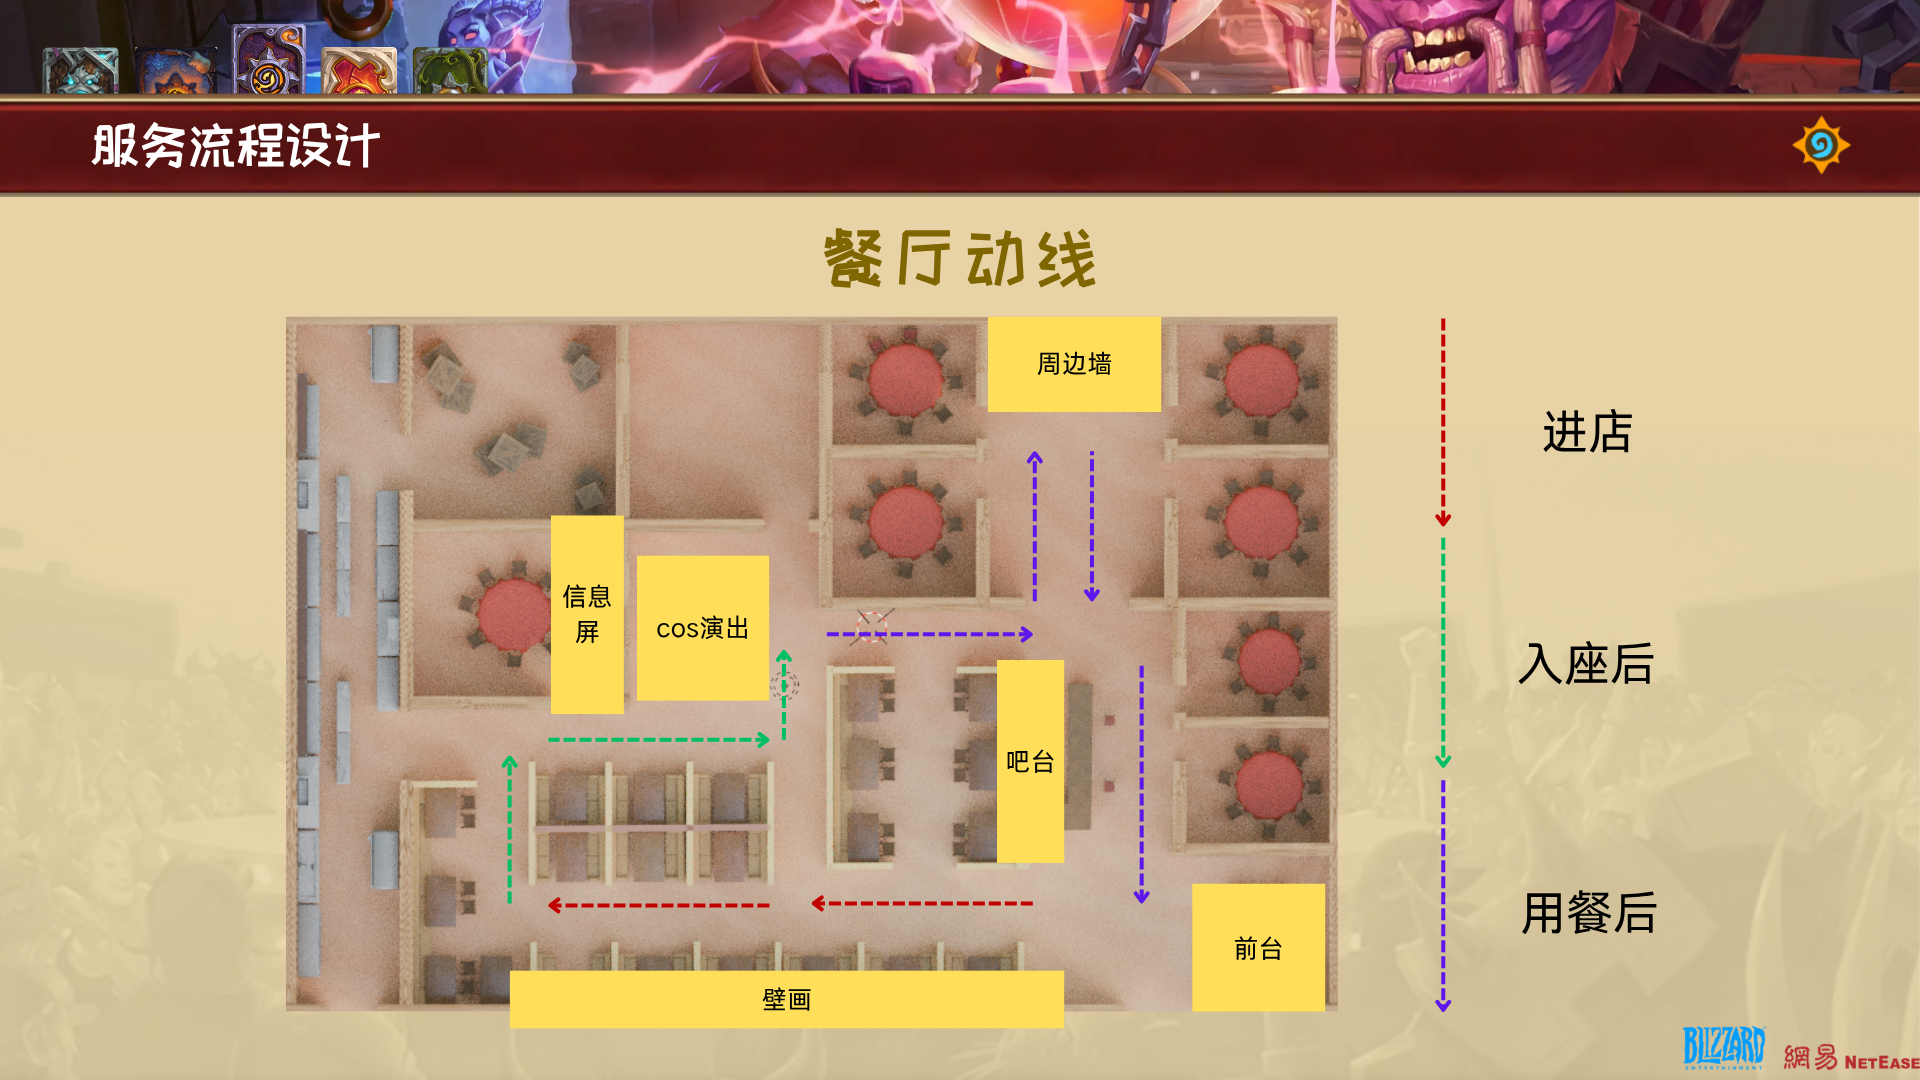 服务流程设计
餐厅动线
周边墙
进店
信息
屏
cos演出
入座后
吧台
用餐后
前台
壁画
BLIZZARD
ENTERTAINMENT
網易 NETEASE